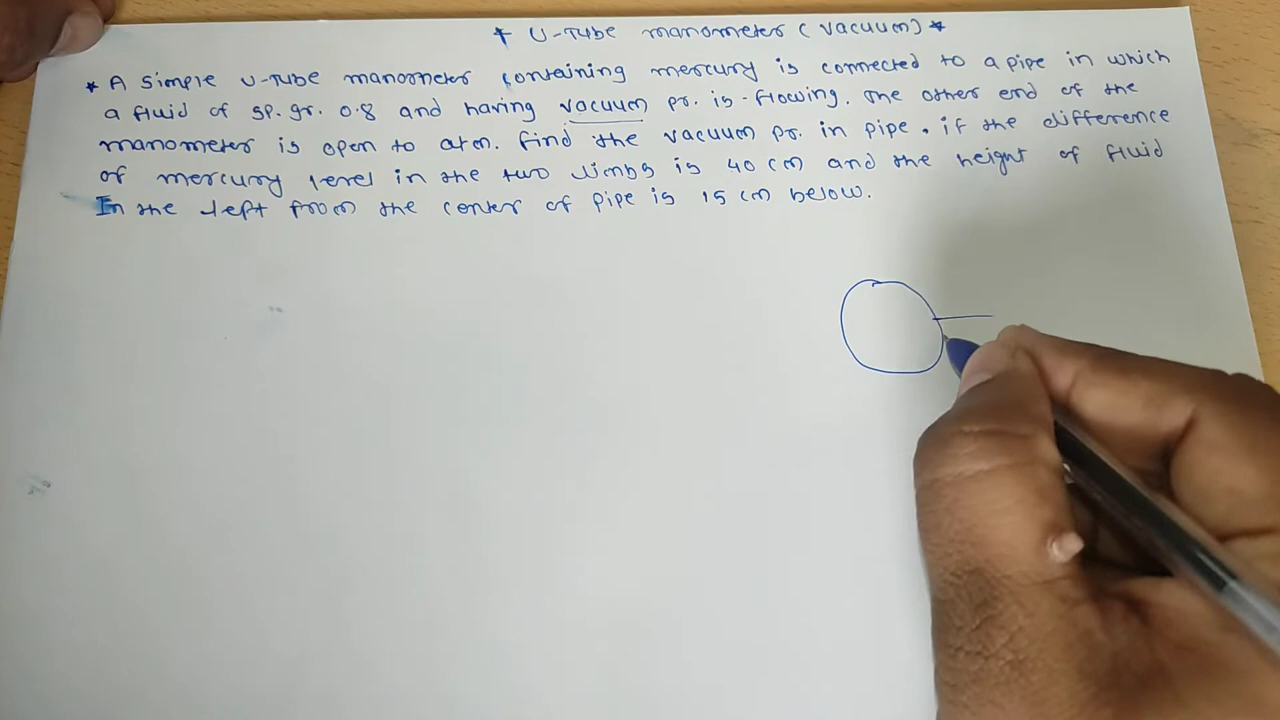 * U-Tube manometer (vacuum) *
* A simple U-Tube manometer containing mercury is connected to a pipe in which
a fluid of sp.gr. 0.8 and having vacuum pr. is flowing. The other end of the
manometer is open to atm. find the vacuum pr. in pipe. if the difference
of mercury level in the two limbs is 40 cm and the height of fluid
In the left from the center of pipe is 15 cm below.